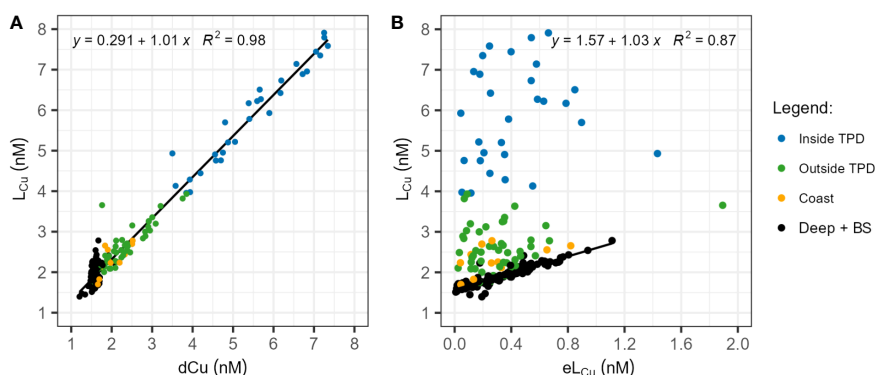 A
y = 0.291 + 1.01 x R² = 0.98
8
7
6
5
4
3
2
1
L_Cu (nM)
1 2 3 4 5 6 7 8
dCu (nM)
B
y = 1.57 + 1.03 x R² = 0.87
8
7
6
5
4
3
2
1
L_Cu (nM)
0.0 0.4 0.8 1.2 1.6 2.0
eL_Cu (nM)
Legend:
Inside TPD
Outside TPD
Coast
Deep + BS